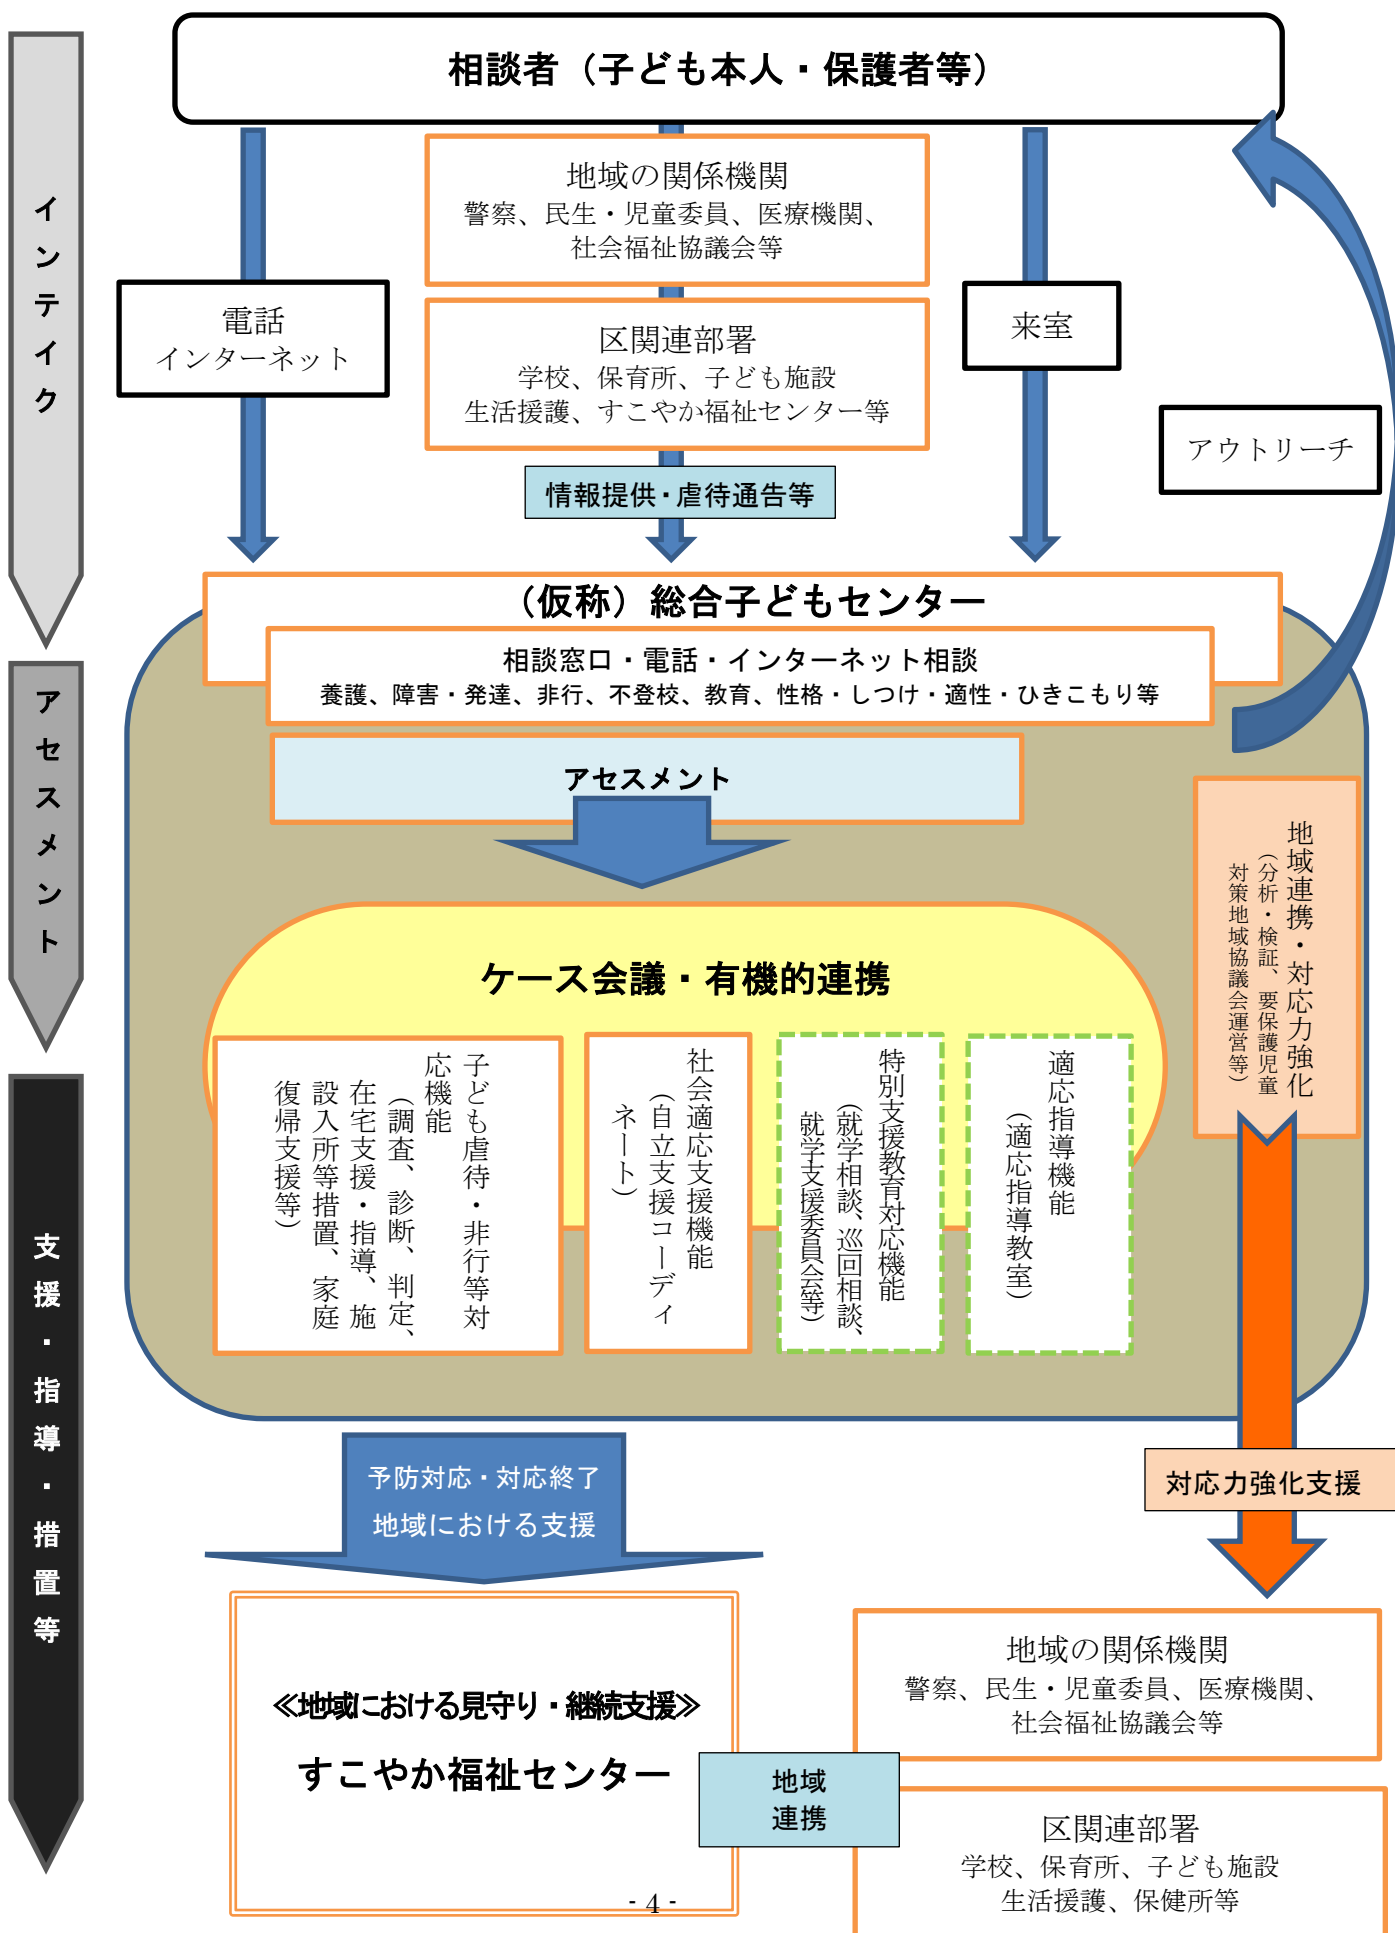 相談者（子ども本人・保護者等）
インテイク
地域の関係機関
警察、民生・児童委員、医療機関、
社会福祉協議会等
電話
インターネット
区関連部署
学校、保育所、子ども施設
生活援護、すこやか福祉センター等
来室
アウトリーチ
情報提供・虐待通告等
（仮称）総合子どもセンター
相談窓口・電話・インターネット相談
養護、障害・発達、非行、不登校、教育、性格・しつけ・適性・ひきこもり等
アセスメント
アセスメント
地域連携・対応力強化
（分析・検証、要保護児童
対策地域協議会運営等）
ケース会議・有機的連携
子ども虐待・非行等対
応機能
（調査、診断、判定、
在宅支援・指導、施
設入所等措置、家庭
復帰支援等）
社会適応支援機能
（自立支援コーディ
ネート）
特別支援教育対応機能
（就学相談、巡回相談、
就学支援委員会等）
適応指導機能
（適応指導教室）
支援・指導・措置等
予防対応・対応終了
地域における支援
対応力強化支援
≪地域における見守り・継続支援≫
すこやか福祉センター
地域
連携
地域の関係機関
警察、民生・児童委員、医療機関、
社会福祉協議会等
区関連部署
学校、保育所、子ども施設
生活援護、保健所等
- 4 -